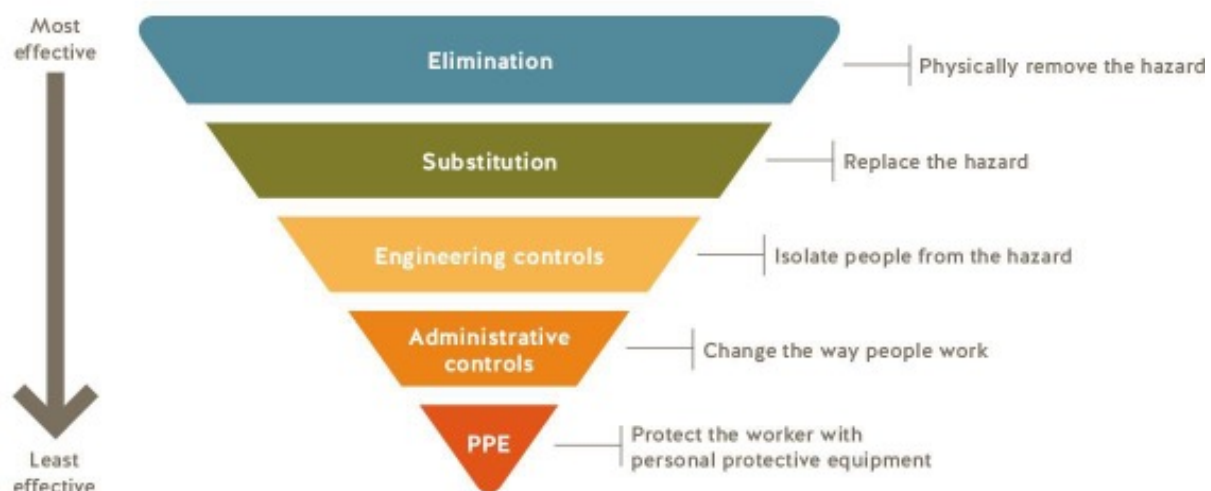 Most
effective
Elimination
Physically remove the hazard
Substitution
Replace the hazard
Engineering controls
Isolate people from the hazard
Administrative
controls
Change the way people work
PPE
Protect the worker with
personal protective equipment
Least
effective